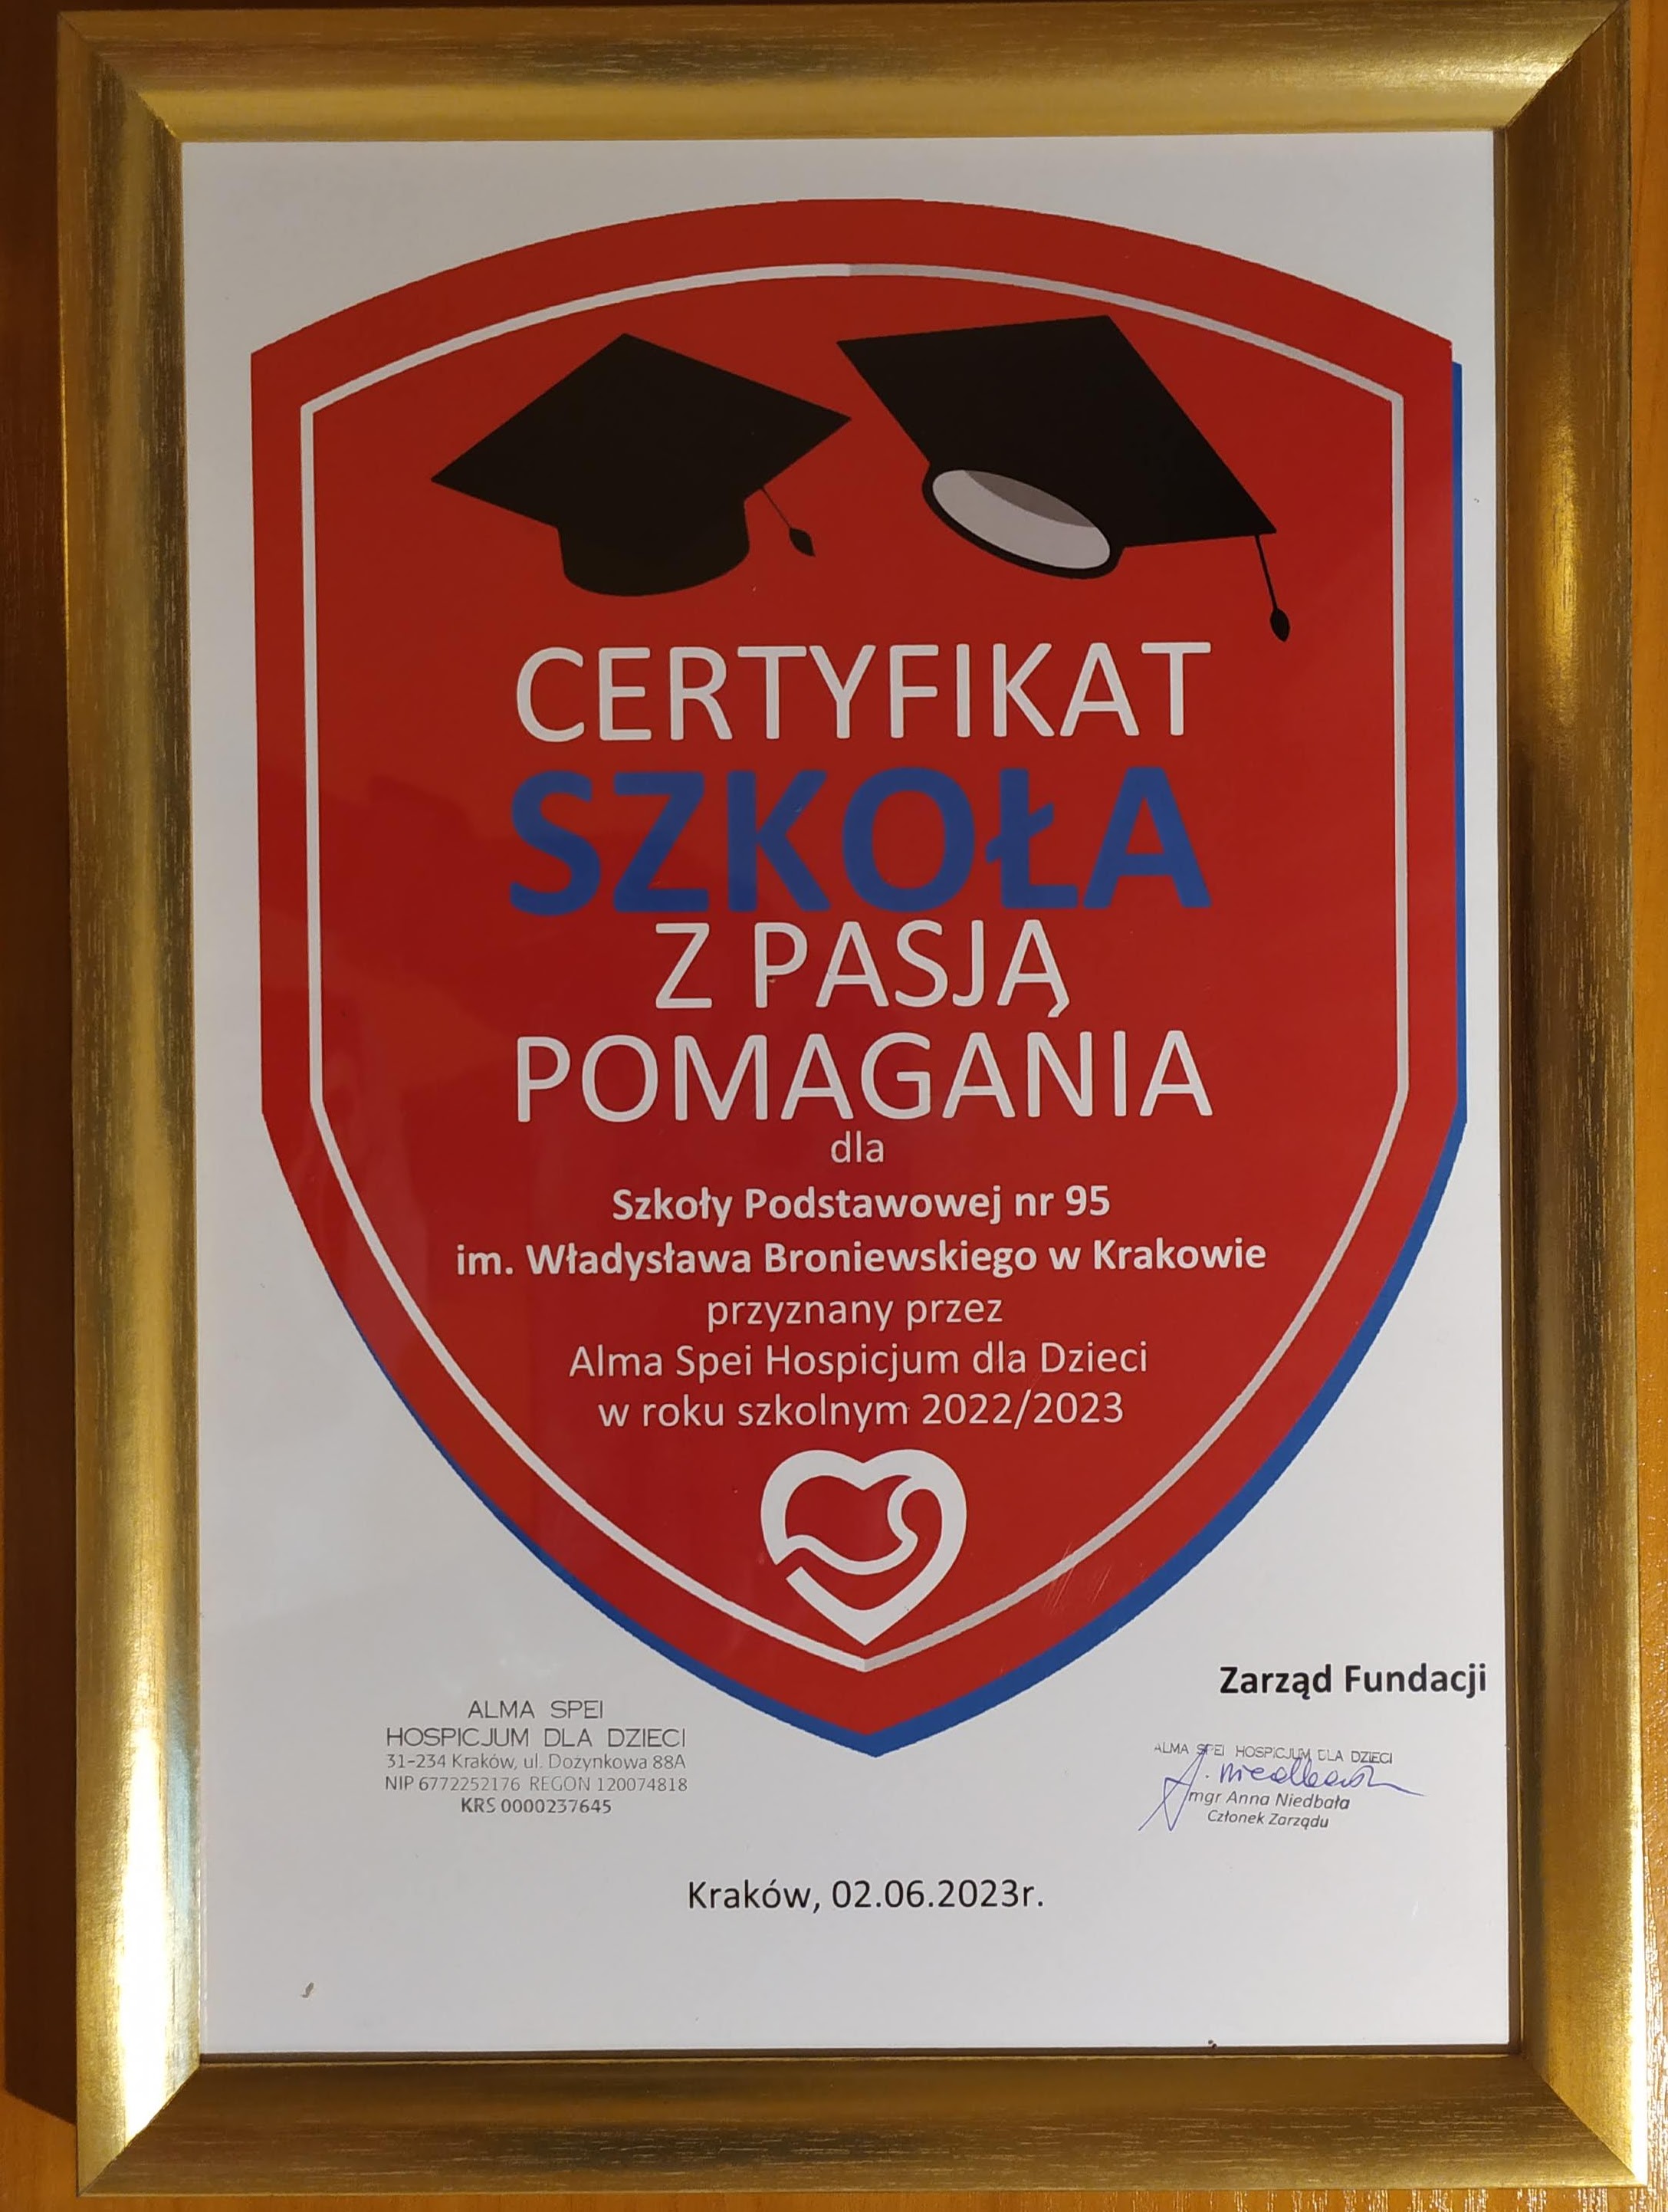 CERTYFIKAT
SZKOŁA
Z PASJĄ
POMAGANIA
dla
Szkoły Podstawowej nr 95
im. Władysława Broniewskiego w Krakowie
przyznany przez
Alma Spei Hospicjum dla Dzieci
w roku szkolnym 2022/2023
Zarząd Fundacji
ALMA SPEI
HOSPICJUM DLA DZIECI
31-234 Kraków, ul. Dożynkowa 88A
NIP 6772252176 REGON 120074818
KRS 0000237645
ALMA SPEI HOSPICJUM DLA DZIECI
mgr Anna Niedbała
Członek Zarządu
Kraków, 02.06.2023r.